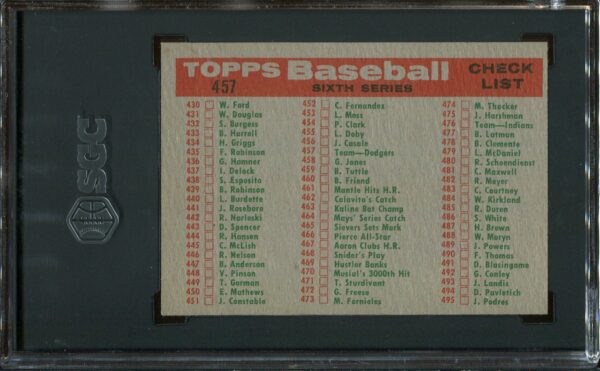 SGC
TOPPS Baseball
CHECK
LIST
457
SIXTH SERIES
430 W. Ford
431 W. Douglas
432 S. Burgess
433 B. Harrell
434 H. Griggs
435 F. Robinson
436 G. Hamner
437 I. Delock
438 S. Esposito
439 B. Robinson
440 L. Burdette
441 J. Roseboro
442 R. Narleski
443 D. Spencer
444 R. Hansen
445 C. McLish
446 R. Nelson
447 B. Anderson
448 V. Pinson
449 T. Gorman
450 E. Mathews
451 J. Constable
452 C. Fernandez
453 L. Moss
454 P. Clark
455 L. Doby
456 J. Casale
457 Team—Dodgers
458 G. Jones
459 B. Tuttle
460 B. Friend
461 Mantle Hits H.R.
462 Colavito's Catch
463 Kaline Bat Champ
464 Mays' Series Catch
465 Sievers Sets Mark
466 Pierce All-Star
467 Aaron Clubs H.R.
468 Snider's Play
469 Hustler Banks
470 Musial's 3000th Hit
471 T. Sturdivant
472 G. Freese
473 M. Fornieles
474 M. Thacker
475 J. Harshman
476 Team—Indians
477 B. Latman
478 B. Clemente
479 L. McDaniel
480 R. Schoendienst
481 C. Maxwell
482 R. Meyer
483 C. Courtney
484 W. Kirkland
485 R. Duren
486 S. White
487 H. Brown
488 W. Moryn
489 J. Powers
490 F. Thomas
491 D. Blasingame
492 G. Conley
493 J. Landis
494 D. Pavletich
495 J. Podres